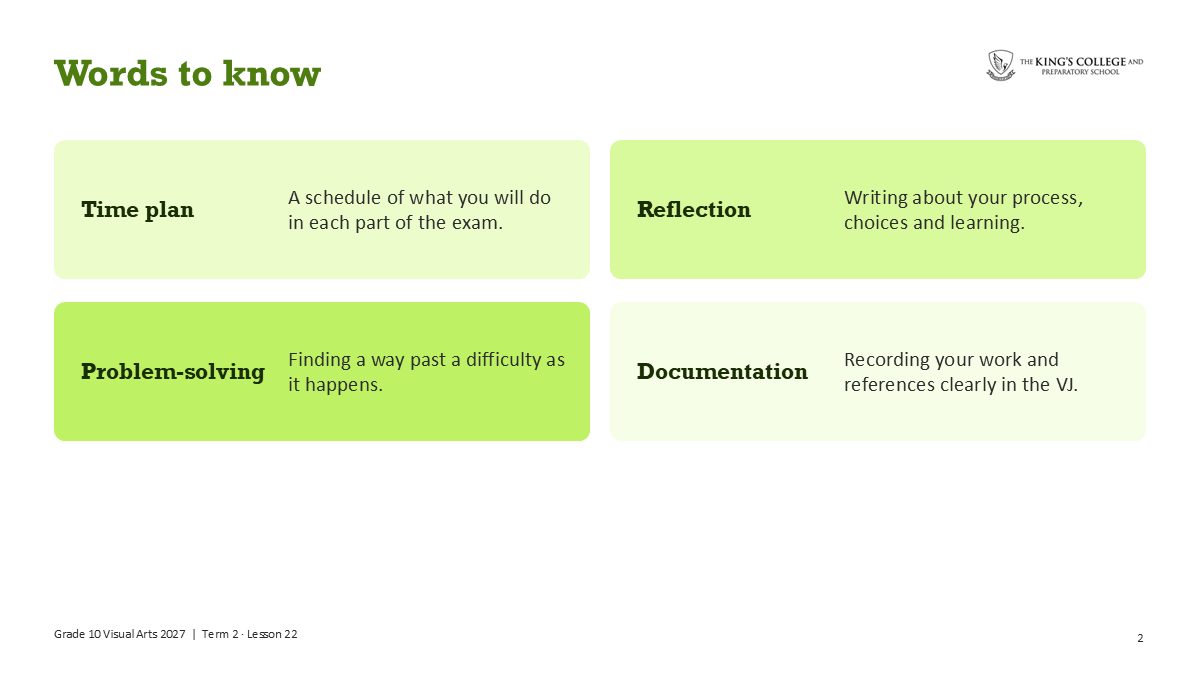 Words to know
THE KING'S COLLEGE AND
PREPARATORY SCHOOL
Time plan
A schedule of what you will do
in each part of the exam.
Reflection
Writing about your process,
choices and learning.
Problem-solving
Finding a way past a difficulty as
it happens.
Documentation
Recording your work and
references clearly in the VJ.
Grade 10 Visual Arts 2027 | Term 2 · Lesson 22
2